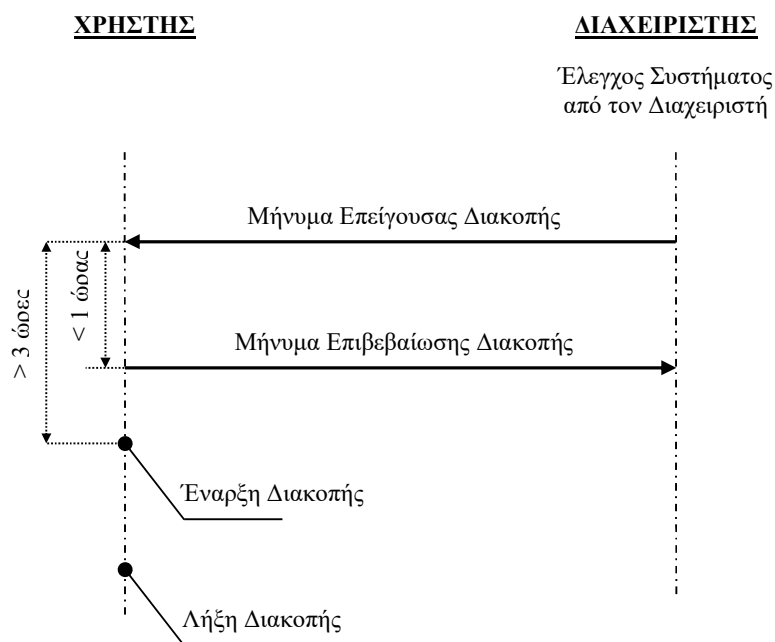 ΧΡΗΣΤΗΣ
ΔΙΑΧΕΙΡΙΣΤΗΣ
Έλεγχος Συστήματος
από τον Διαχειριστή
Μήνυμα Επείγουσας Διακοπής
< 1 ώρας
> 3 ώρες
Μήνυμα Επιβεβαίωσης Διακοπής
Έναρξη Διακοπής
Λήξη Διακοπής